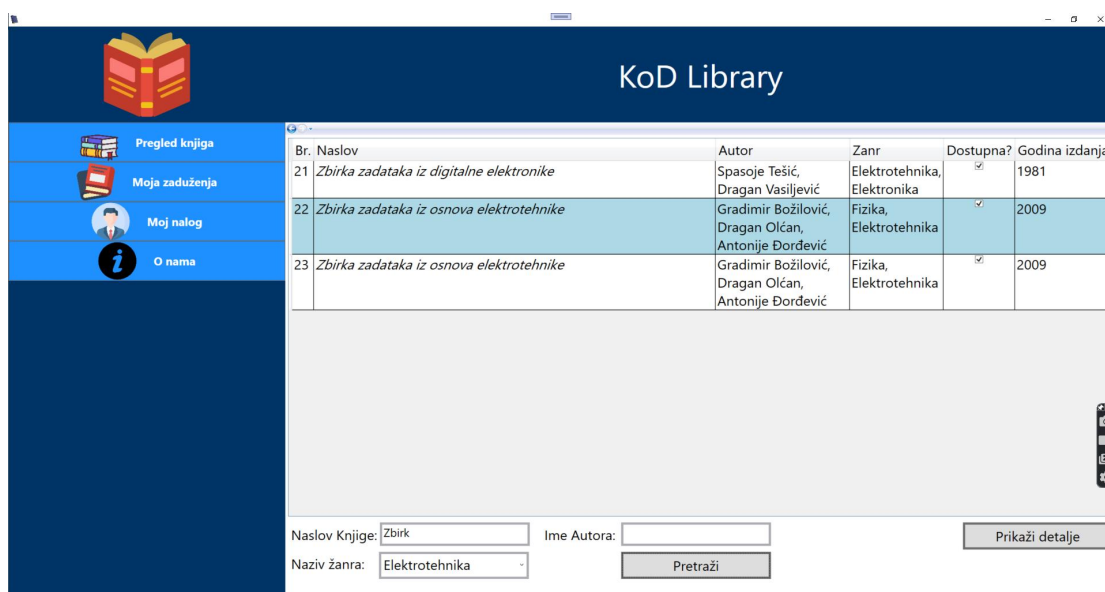 KoD Library
Pregled knjiga
Moja zaduženja
Moj nalog
O nama
Br. Naslov Autor Zanr Dostupna? Godina izdanja
21 Zbirka zadataka iz digitalne elektronike Spasoje Tešić, Elektrotehnika, 1981
Dragan Vasiljević Elektronika
22 Zbirka zadataka iz osnova elektrotehnike Gradimir Božilović, Fizika, 2009
Dragan Olćan, Elektrotehnika
Antonije Đorđević
23 Zbirka zadataka iz osnova elektrotehnike Gradimir Božilović, Fizika, 2009
Dragan Olćan, Elektrotehnika
Antonije Đorđević
Naslov Knjige: Zbirk Ime Autora: Prikaži detalje
Naziv žanra: Elektrotehnika Pretraži